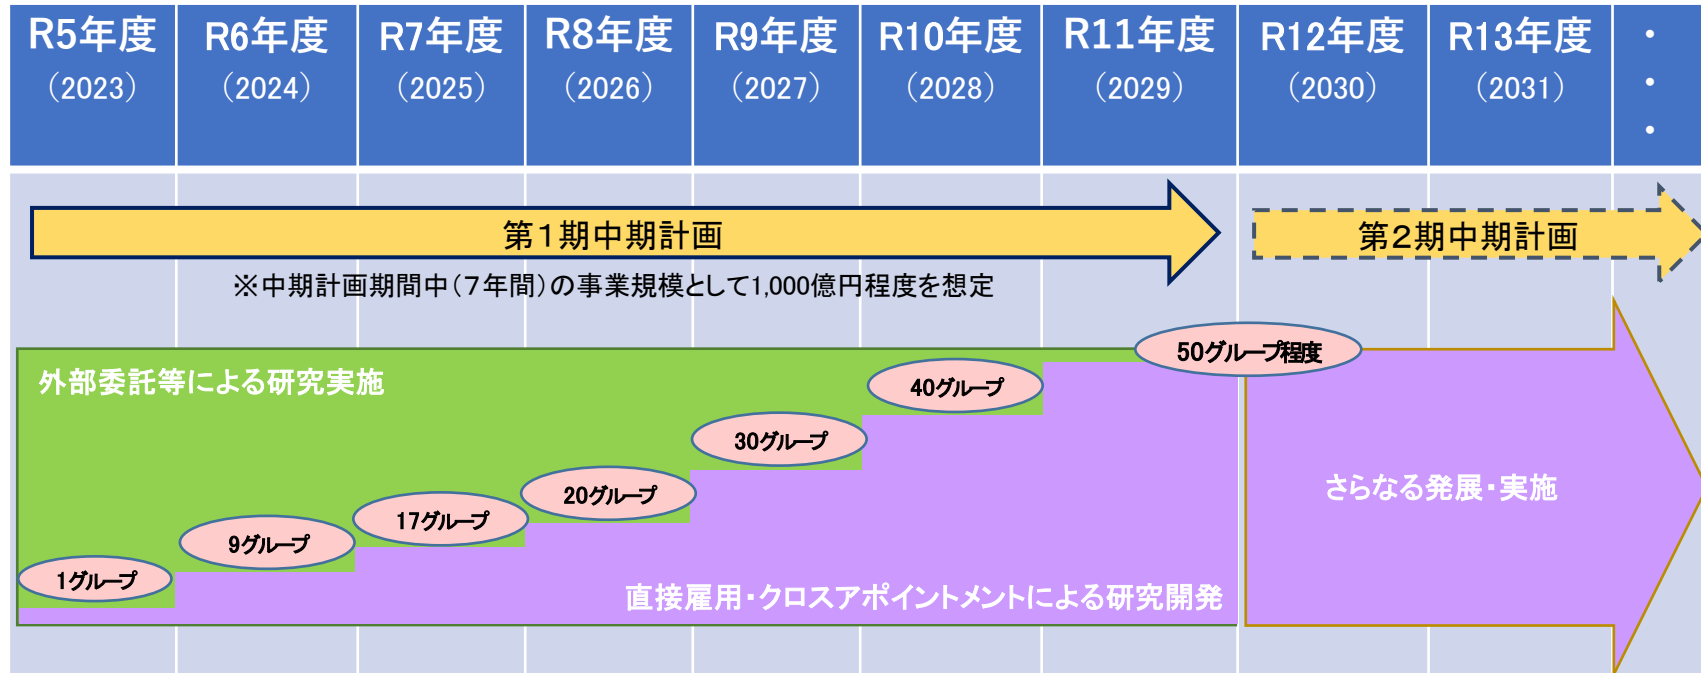 R5年度
(2023)
R6年度
(2024)
R7年度
(2025)
R8年度
(2026)
R9年度
(2027)
R10年度
(2028)
R11年度
(2029)
R12年度
(2030)
R13年度
(2031)
・
・
・
第１期中期計画
第２期中期計画
※中期計画期間中(７年間)の事業規模として1,000億円程度を想定
外部委託等による研究実施
50グループ程度
40グループ
30グループ
20グループ
17グループ
9グループ
1グループ
さらなる発展・実施
直接雇用・クロスアポイントメントによる研究開発